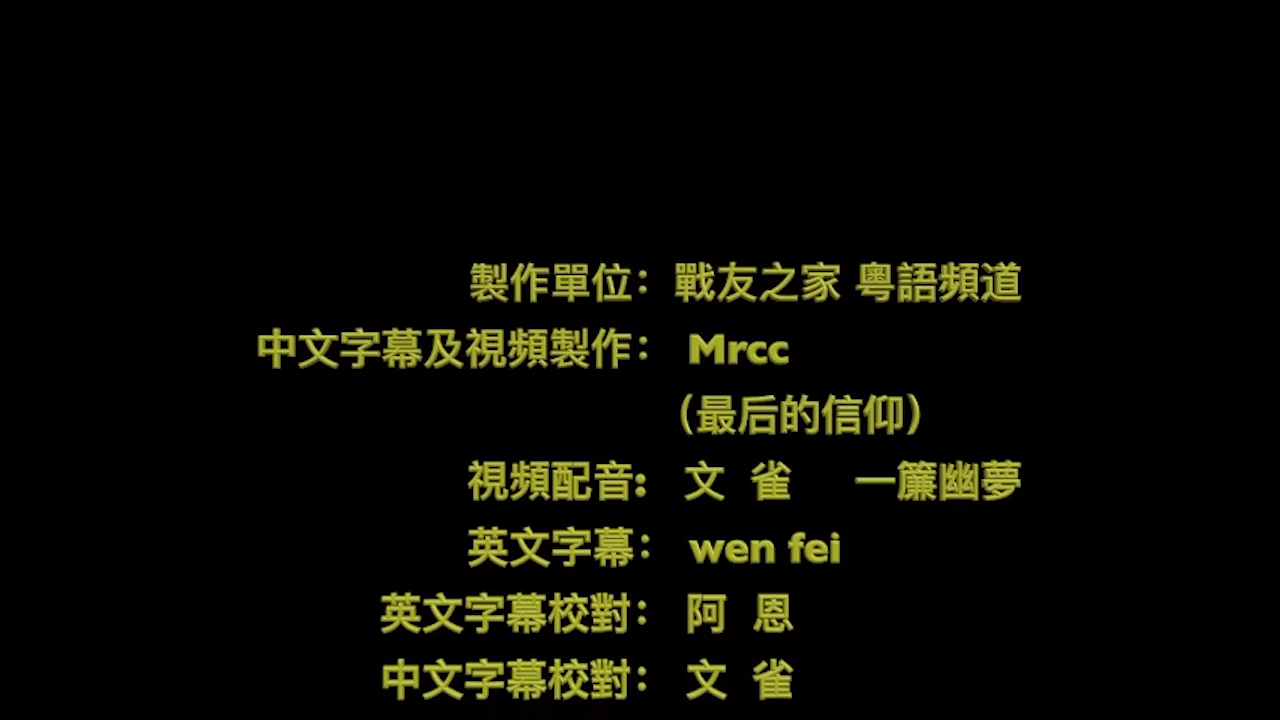 製作單位：戰友之家 粵語頻道
中文字幕及視頻製作： Mrcc
（最后的信仰）
視頻配音: 文 雀 一簾幽夢
英文字幕： wen fei
英文字幕校對： 阿 恩
中文字幕校對： 文 雀